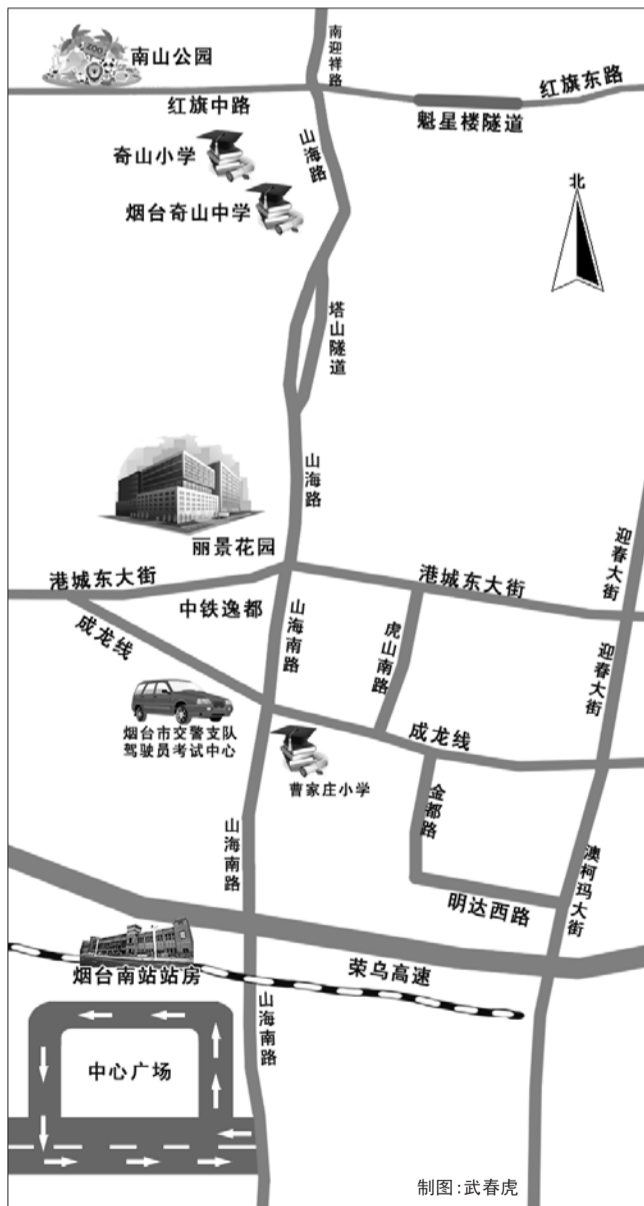 南迎祥路
ZOO
南山公园
红旗东路
红旗中路
魁星楼隧道
山海路
奇山小学
烟台奇山中学
北
塔山隧道
山海路
丽景花园
迎春大街
港城东大街
港城东大街
中铁逸都
山海南路
虎山南路
迎春大街
成龙线
烟台市交警支队
驾驶员考试中心
成龙线
曹家庄小学
金都路
山海南路
澳柯玛大街
明达西路
烟台南站站房
荣乌高速
山海南路
中心广场
制图:武春虎